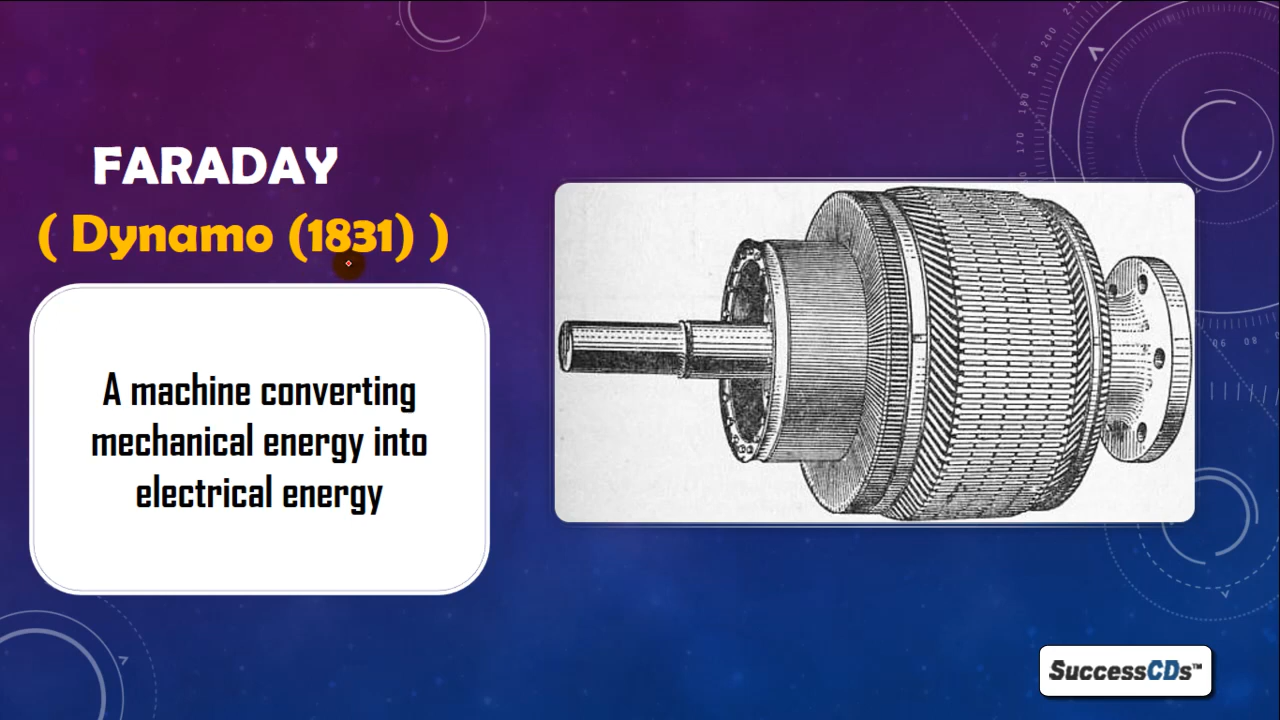 FARADAY
( Dynamo (1831) )
A machine converting
mechanical energy into
electrical energy
SuccessCDs™